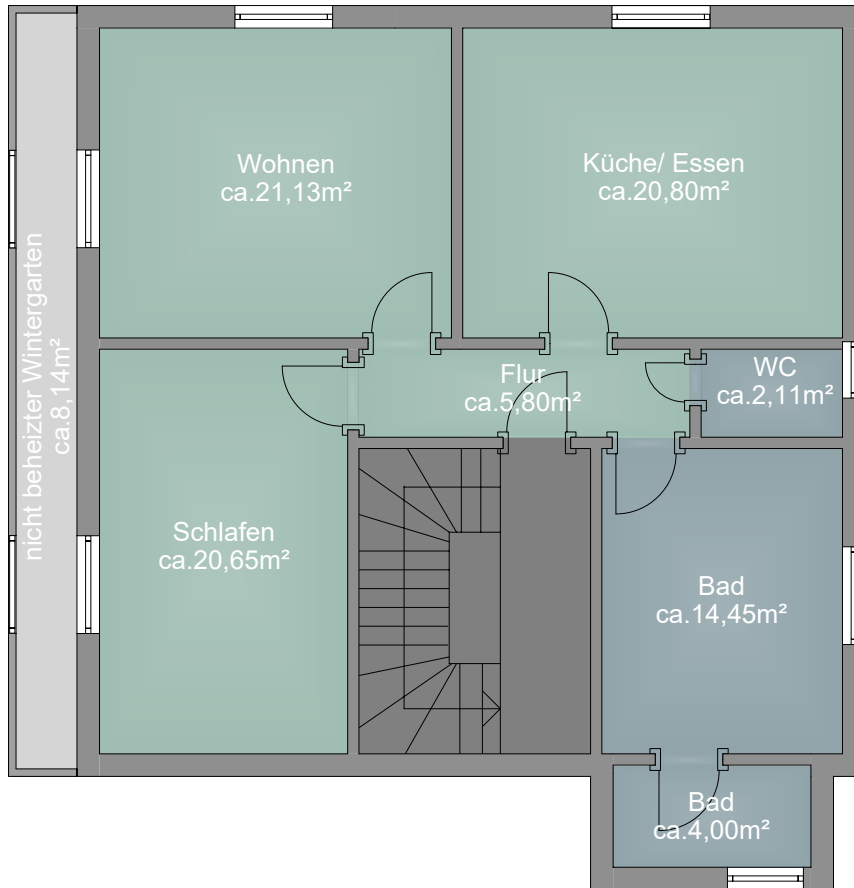 Wohnen
ca.21,13m²
Küche/ Essen
ca.20,80m²
nicht beheizter Wintergarten
ca.8,14m²
Flur
ca.5,80m²
WC
ca.2,11m²
Schlafen
ca.20,65m²
Bad
ca.14,45m²
Bad
ca.4,00m²